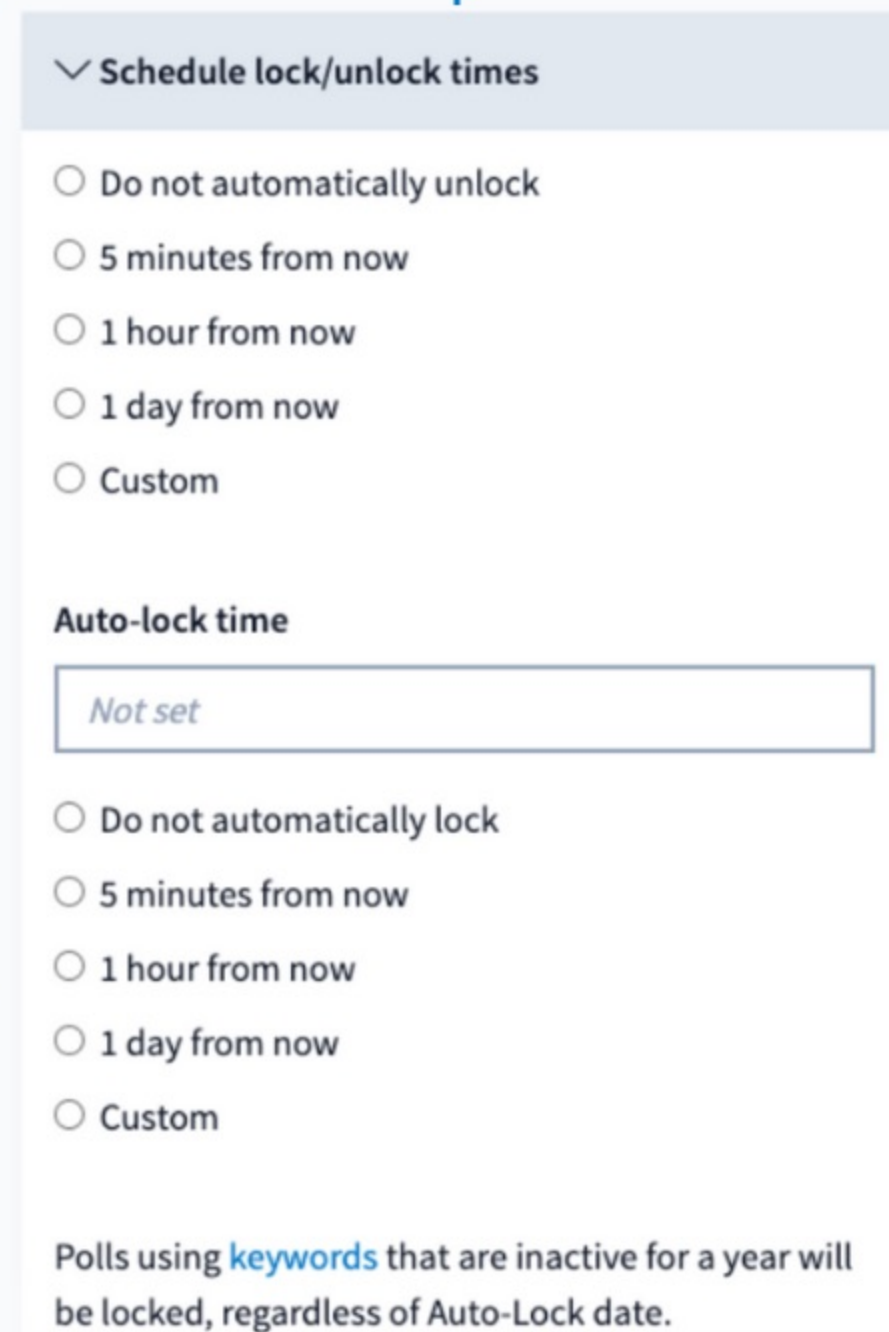 Schedule lock/unlock times
Do not automatically unlock
5 minutes from now
1 hour from now
1 day from now
Custom
Auto-lock time
Not set
Do not automatically lock
5 minutes from now
1 hour from now
1 day from now
Custom
Polls using keywords that are inactive for a year will
be locked, regardless of Auto-Lock date.